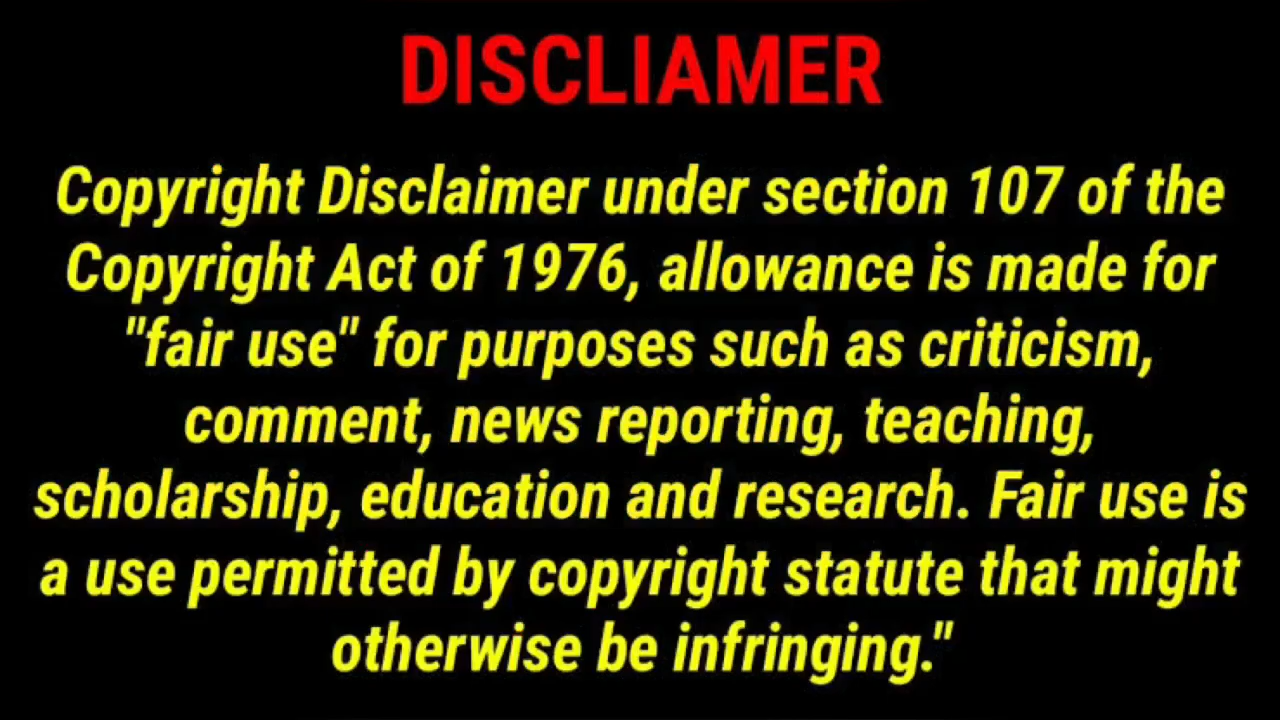 DISCLIAMER
Copyright Disclaimer under section 107 of the
Copyright Act of 1976, allowance is made for
"fair use" for purposes such as criticism,
comment, news reporting, teaching,
scholarship, education and research. Fair use is
a use permitted by copyright statute that might
otherwise be infringing."